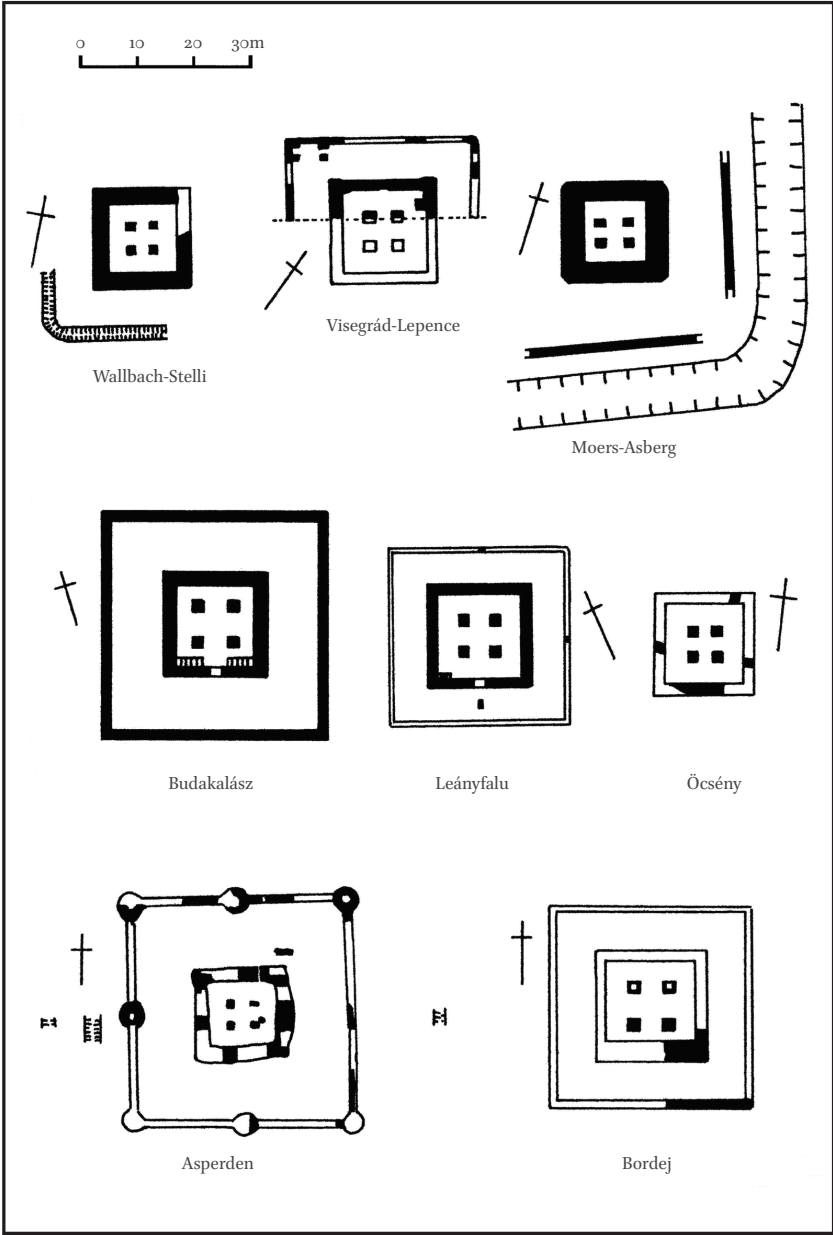 0 10 20 30m
Visegrád-Lepence
Wallbach-Stelli
Moers-Asberg
Budakalász Leányfalu Öcsény
Asperden Bordej